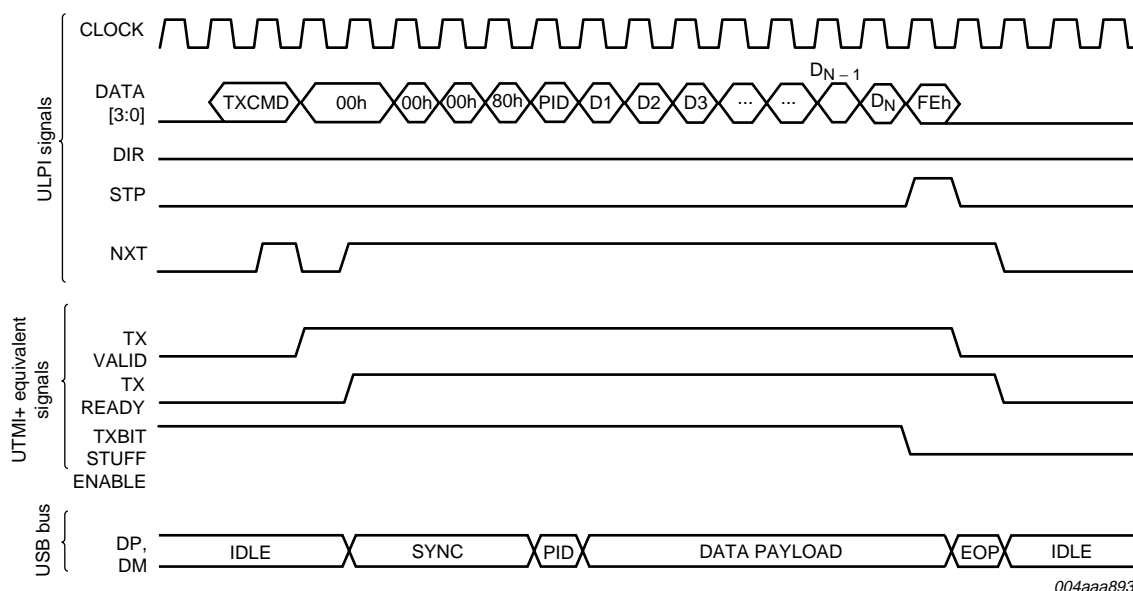 ULPI signals
CLOCK
DATA
[3:0]
TXCMD 00h 00h 00h 80h PID D1 D2 D3 ... ... DN – 1 DN FEh
DIR
STP
NXT
UTMI+ equivalent
signals
TX
VALID
TX
READY
TXBIT
STUFF
ENABLE
USB bus
DP,
DM
IDLE SYNC PID DATA PAYLOAD EOP IDLE
004aaa893